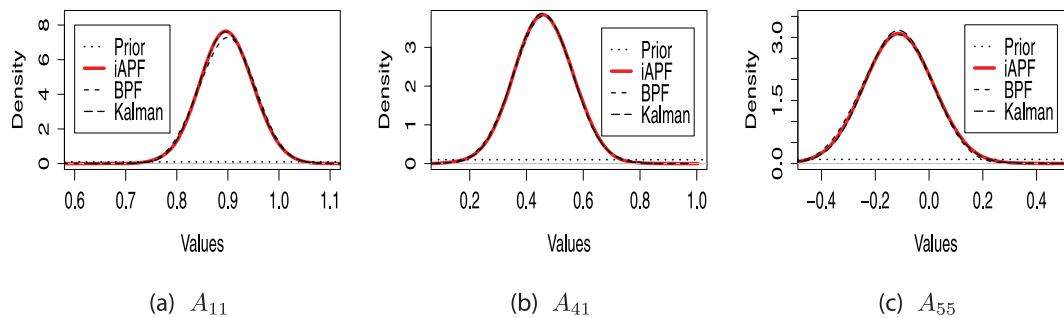 Density
8
6
4
2
0
Prior
iAPF
BPF
Kalman
0.6 0.7 0.8 0.9 1.0 1.1
Values
(a) A11
Density
3
2
1
0
Prior
iAPF
BPF
Kalman
0.2 0.4 0.6 0.8 1.0
Values
(b) A41
Density
3.0
1.5
0.0
Prior
iAPF
BPF
Kalman
−0.4 −0.2 0.0 0.2 0.4
Values
(c) A55